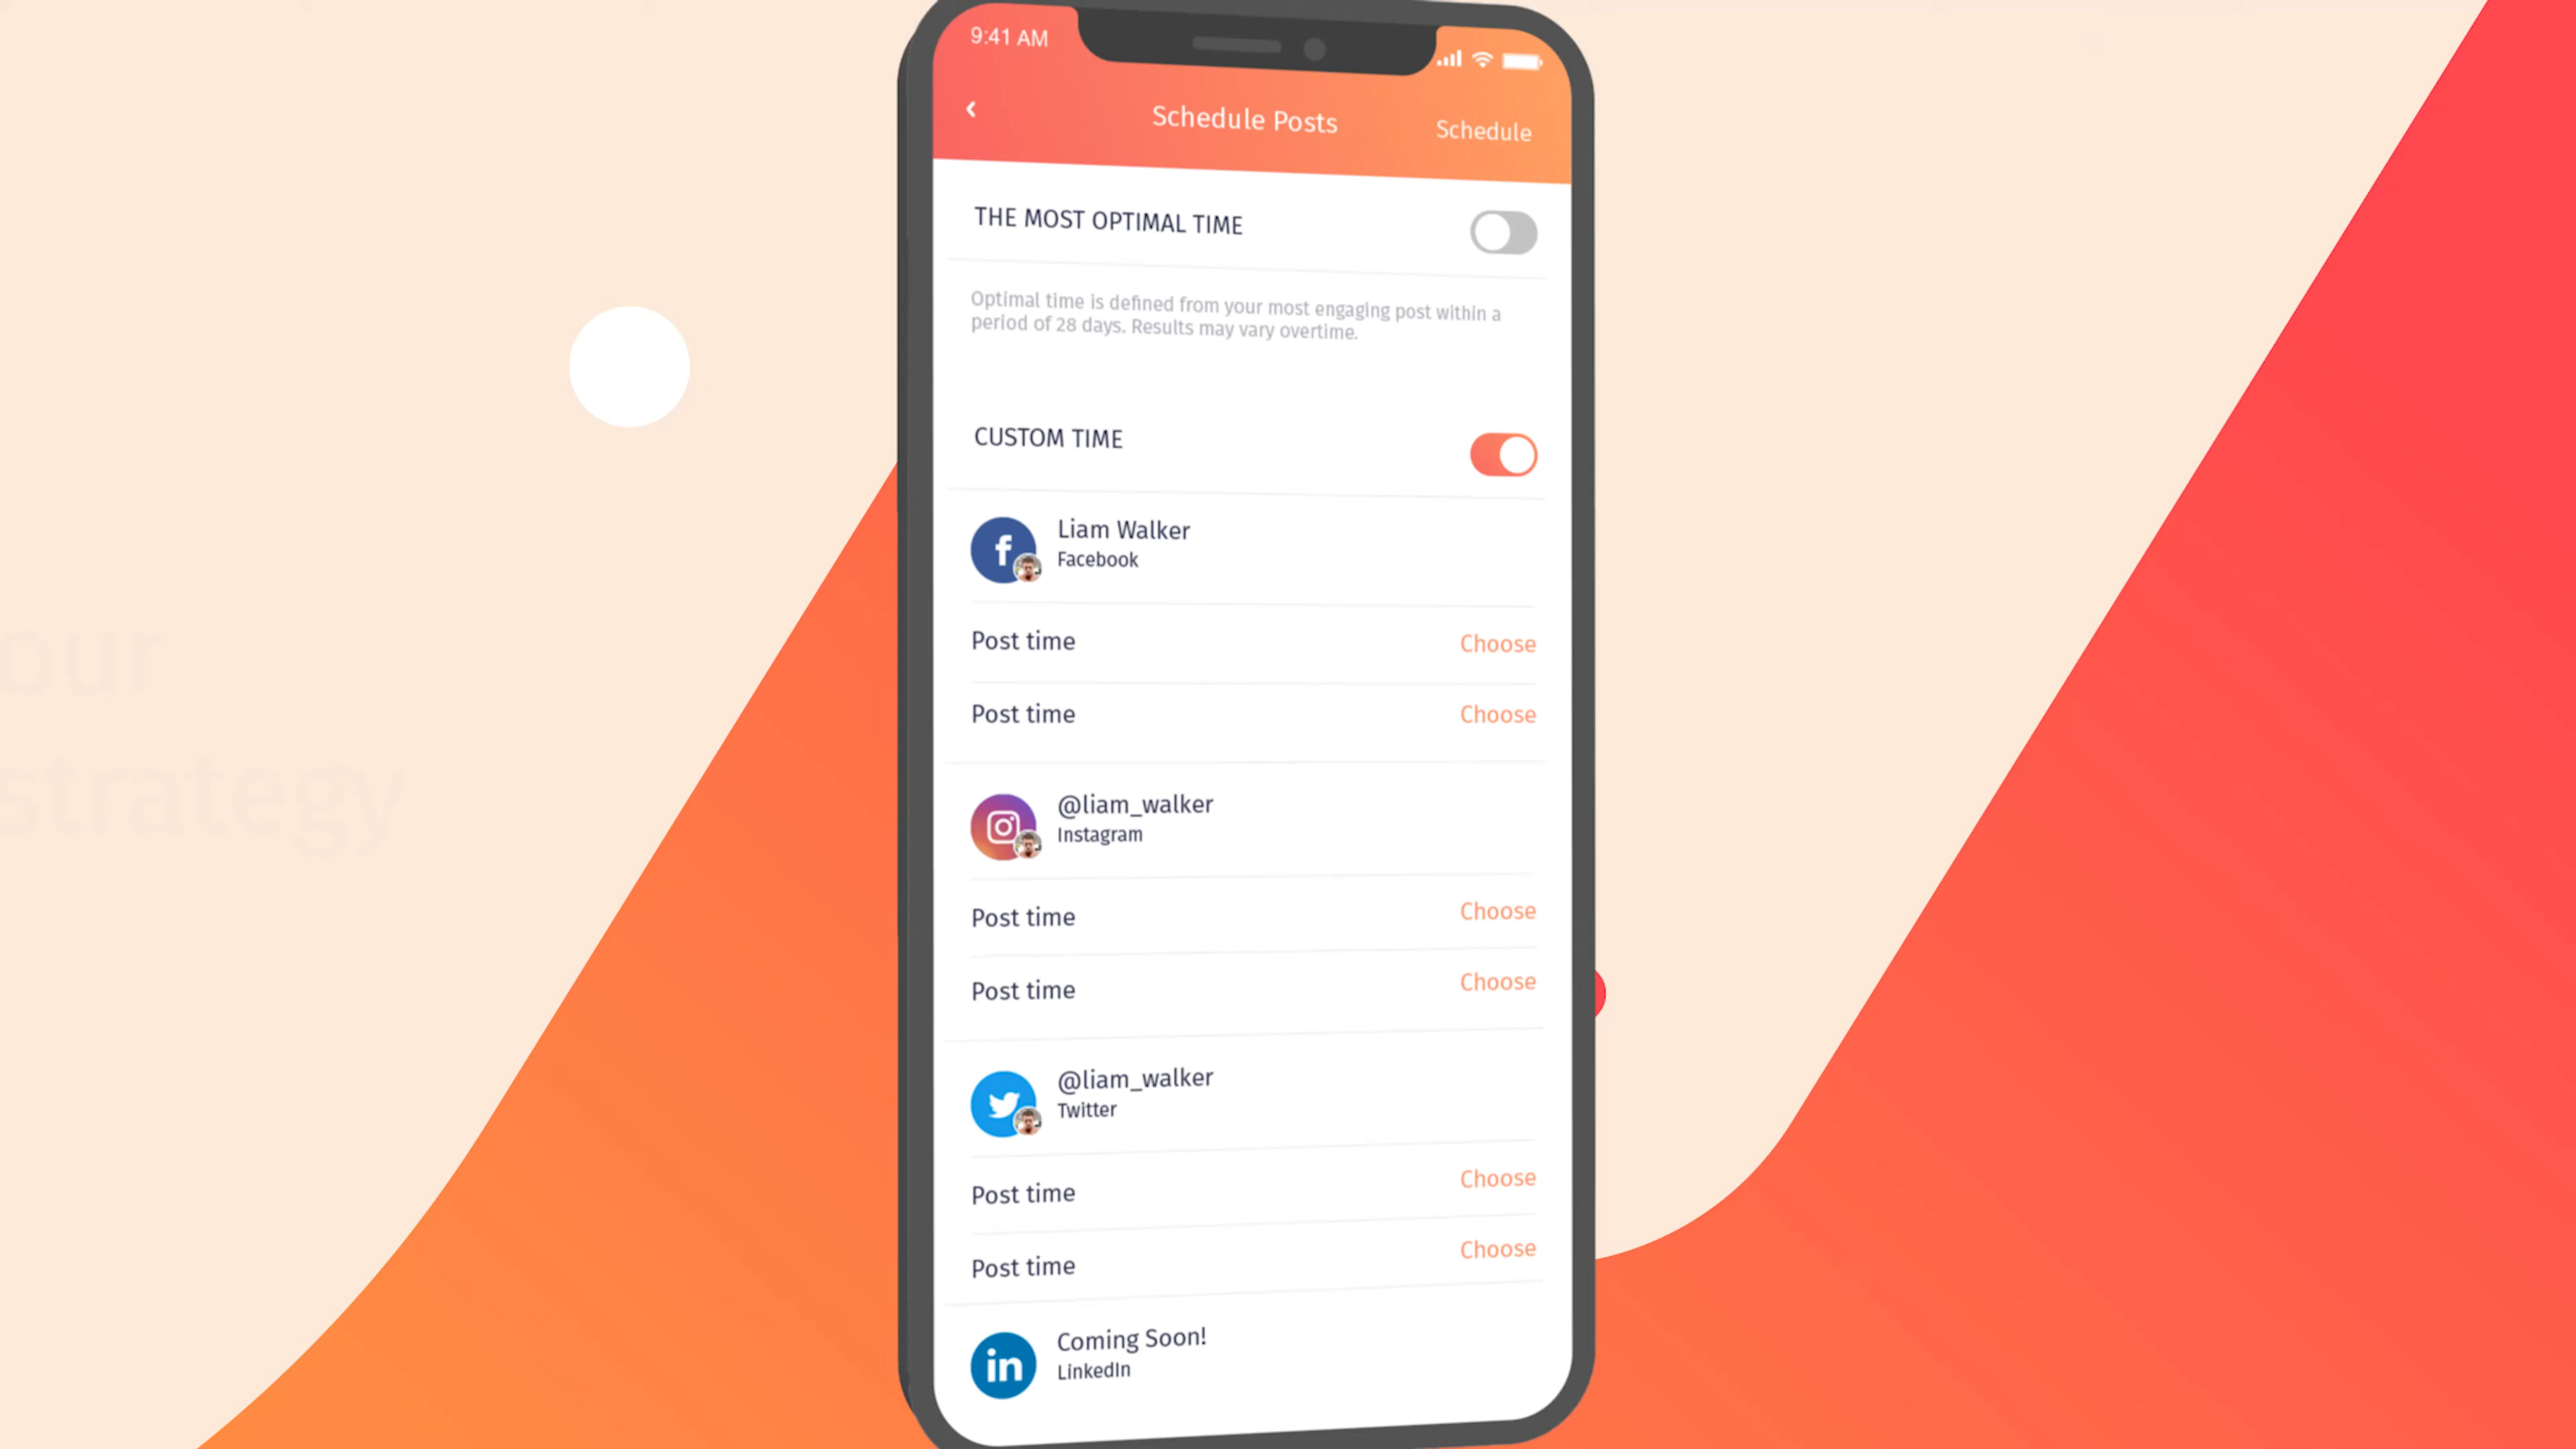 9:41 AM
Schedule Posts
Schedule
THE MOST OPTIMAL TIME
Optimal time is defined from your most engaging post within a
period of 28 days. Results may vary overtime.
CUSTOM TIME
Liam Walker
Facebook
Post time
Choose
Post time
Choose
our
strategy
@liam_walker
Instagram
Post time
Choose
Post time
Choose
@liam_walker
Twitter
Post time
Choose
Post time
Choose
in
Coming Soon!
LinkedIn